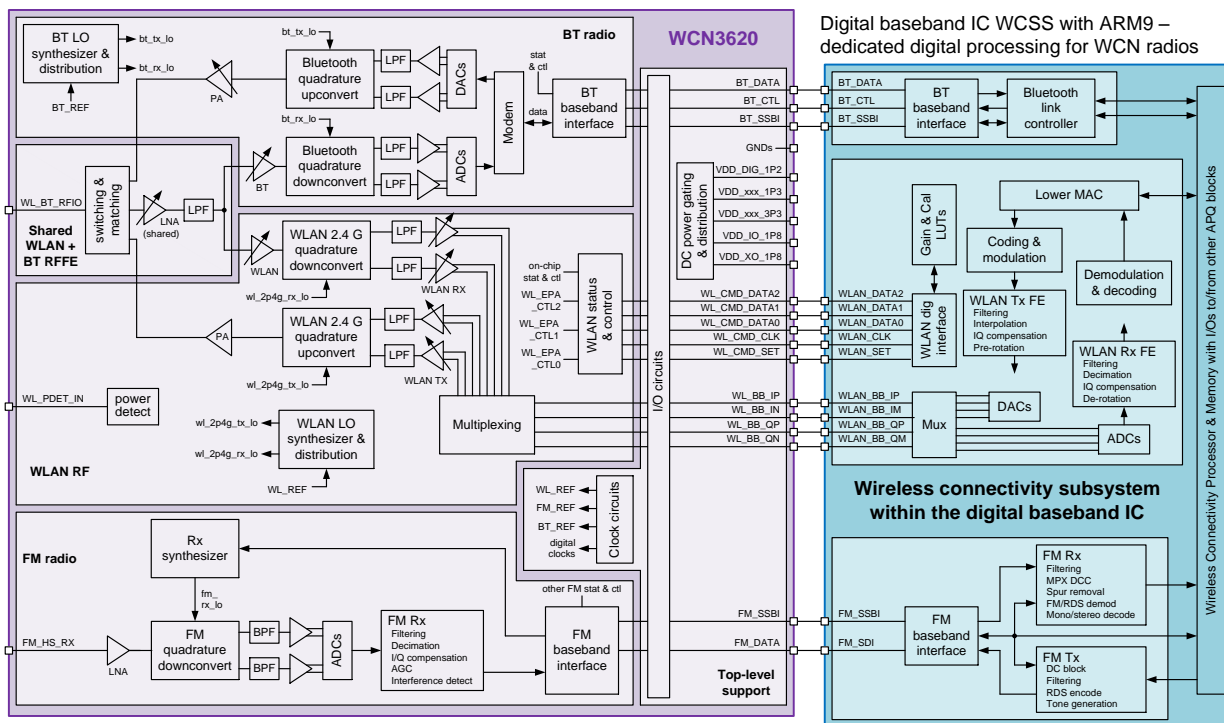 Digital baseband IC WCSS with ARM9 –
dedicated digital processing for WCN radios
WCN3620
BT radio
BT LO
synthesizer &
distribution
bt_tx_lo
bt_rx_lo
BT_REF
PA
bt_tx_lo
Bluetooth
quadrature
upconvert
LPF
LPF
DACs
Modem
stat
& ctl
data
BT
baseband
interface
bt_rx_lo
Bluetooth
quadrature
downconvert
LPF
LPF
ADCs
BT
WL_BT_RFIO
switching &
matching
LNA
(shared)
LPF
Shared
WLAN +
BT RFFE
WLAN
WLAN 2.4 G
quadrature
downconvert
LPF
LPF
WLAN RX
wl_2p4g_rx_lo
PA
WLAN 2.4 G
quadrature
upconvert
LPF
LPF
WLAN TX
wl_2p4g_tx_lo
WL_PDET_IN
power
detect
wl_2p4g_tx_lo
wl_2p4g_rx_lo
WLAN LO
synthesizer &
distribution
WL_REF
WLAN RF
Multiplexing
on-chip
stat & ctl
WL_EPA
_CTL2
WL_EPA
_CTL1
WL_EPA
_CTL0
WLAN status
& control
I/O circuits
BT_DATA
BT_CTL
BT_SSBI
GNDs
DC power gating
& distribution
VDD_DIG_1P2
VDD_xxx_1P3
VDD_xxx_3P3
VDD_IO_1P8
VDD_XO_1P8
WL_CMD_DATA2
WL_CMD_DATA1
WL_CMD_DATA0
WL_CMD_CLK
WL_CMD_SET
WL_BB_IP
WL_BB_IN
WL_BB_QP
WL_BB_QN
WL_REF
FM_REF
BT_REF
digital
clocks
Clock circuits
FM radio
Rx
synthesizer
fm_
rx_lo
FM_HS_RX
LNA
FM
quadrature
downconvert
BPF
BPF
ADCs
FM Rx
Filtering
Decimation
I/Q compensation
AGC
Interference detect
other FM stat & ctl
FM
baseband
interface
FM_SSBI
FM_DATA
Top-level
support
BT_DATA
BT_CTL
BT_SSBI
BT
baseband
interface
Bluetooth
link
controller
Lower MAC
Gain & Cal
LUTs
Coding &
modulation
Demodulation
& decoding
WLAN_DATA2
WLAN_DATA1
WLAN_DATA0
WLAN_CLK
WLAN_SET
WLAN dig
interface
WLAN Tx FE
Filtering
Interpolation
IQ compensation
Pre-rotation
WLAN Rx FE
Filtering
Decimation
IQ compensation
De-rotation
WLAN_BB_IP
WLAN_BB_IM
WLAN_BB_QP
WLAN_BB_QM
Mux
DACs
ADCs
Wireless connectivity subsystem
within the digital baseband IC
FM_SSBI
FM_SDI
FM
baseband
interface
FM Rx
Filtering
MPX DCC
Spur removal
FM/RDS demod
Mono/stereo decode
FM Tx
DC block
Filtering
RDS encode
Tone generation
Wireless Connectivity Processor & Memory with I/Os to/from other APQ blocks